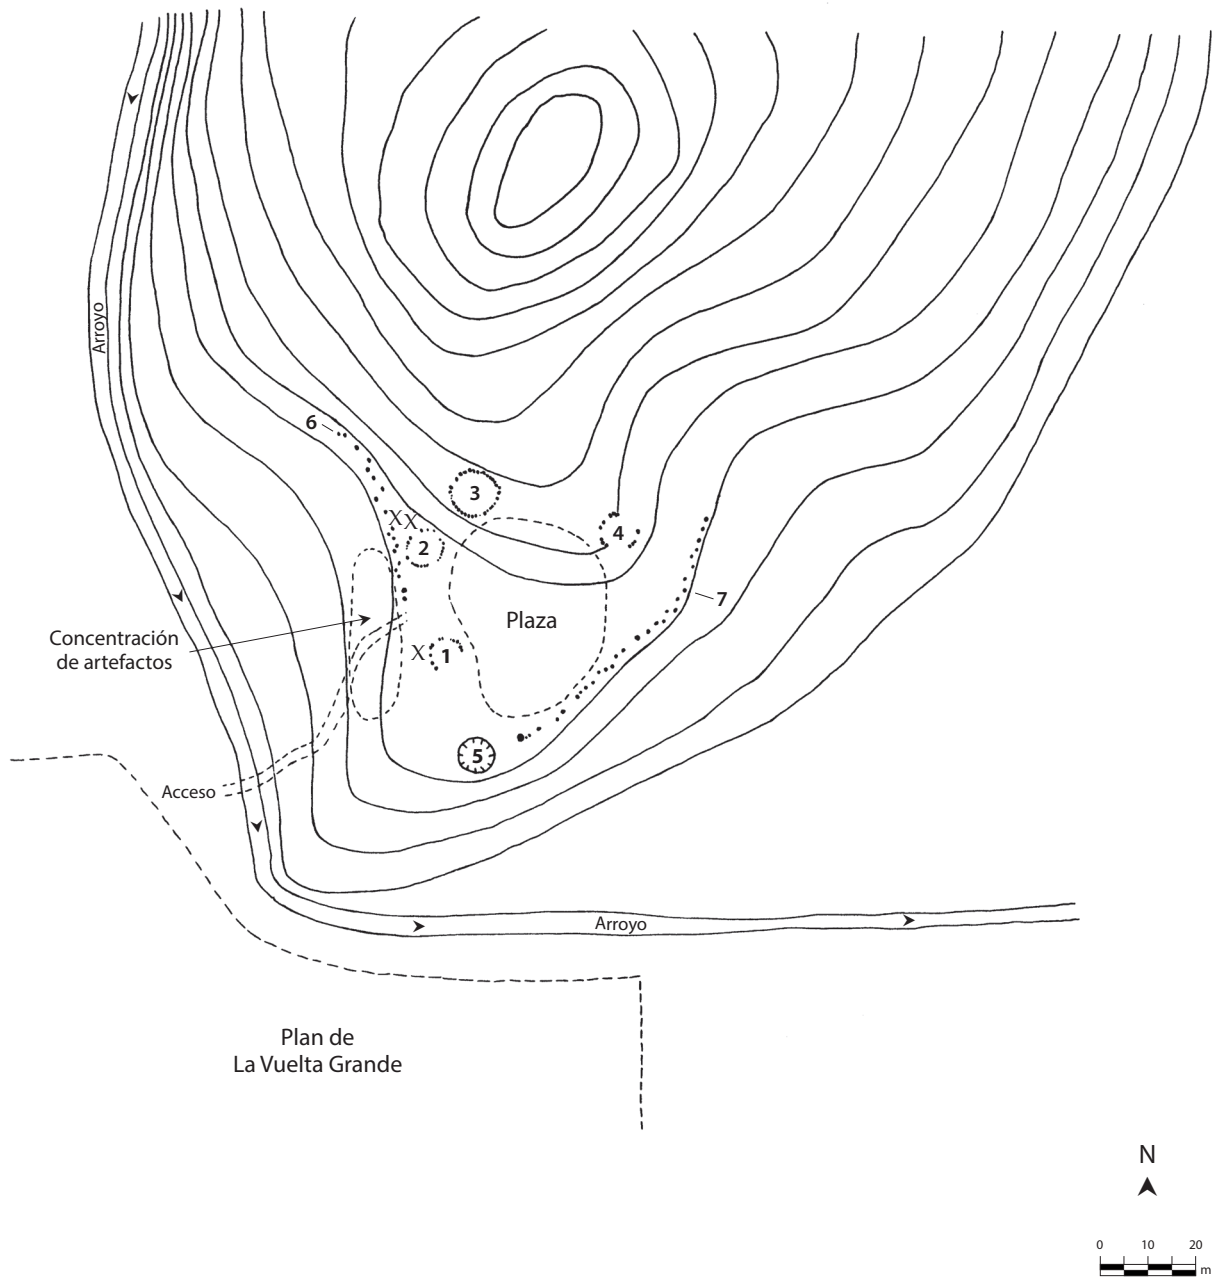 Arroyo
6
3
4
X X
2
7
Plaza
Concentración
de artefactos
X
1
5
Acceso
Arroyo
Plan de
La Vuelta Grande
N
0 10 20
m